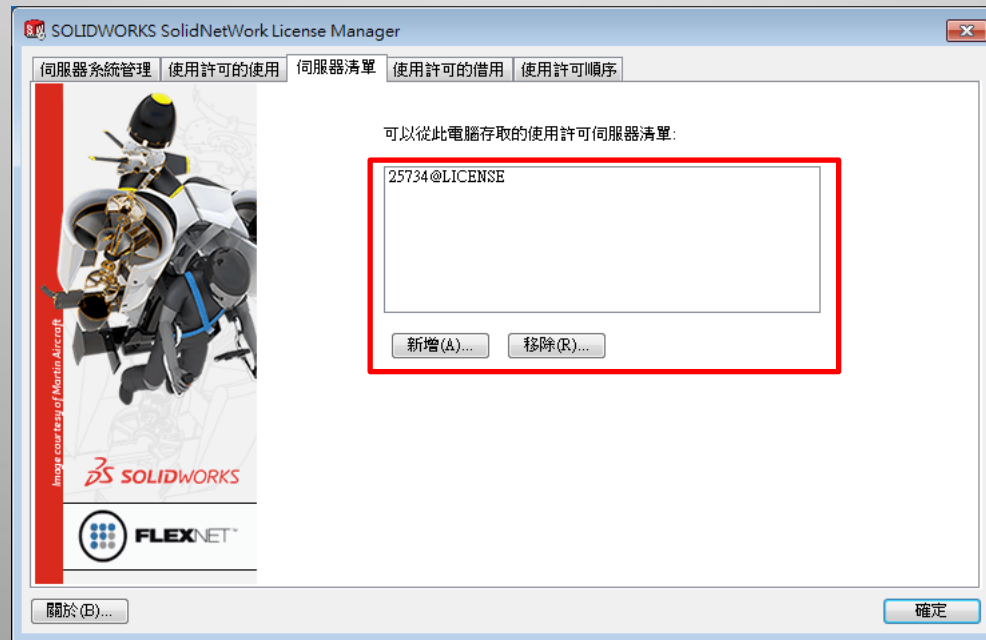 SOLIDWORKS SolidNetWork License Manager
伺服器系統管理 使用許可的使用 伺服器清單 使用許可的借用 使用許可順序
可以從此電腦存取的使用許可伺服器清單:
25734@LICENSE
新增(A)... 移除(R)...
Image courtesy of Martin Aircraft
SOLIDWORKS
FLEXNET™
關於(B)... 確定